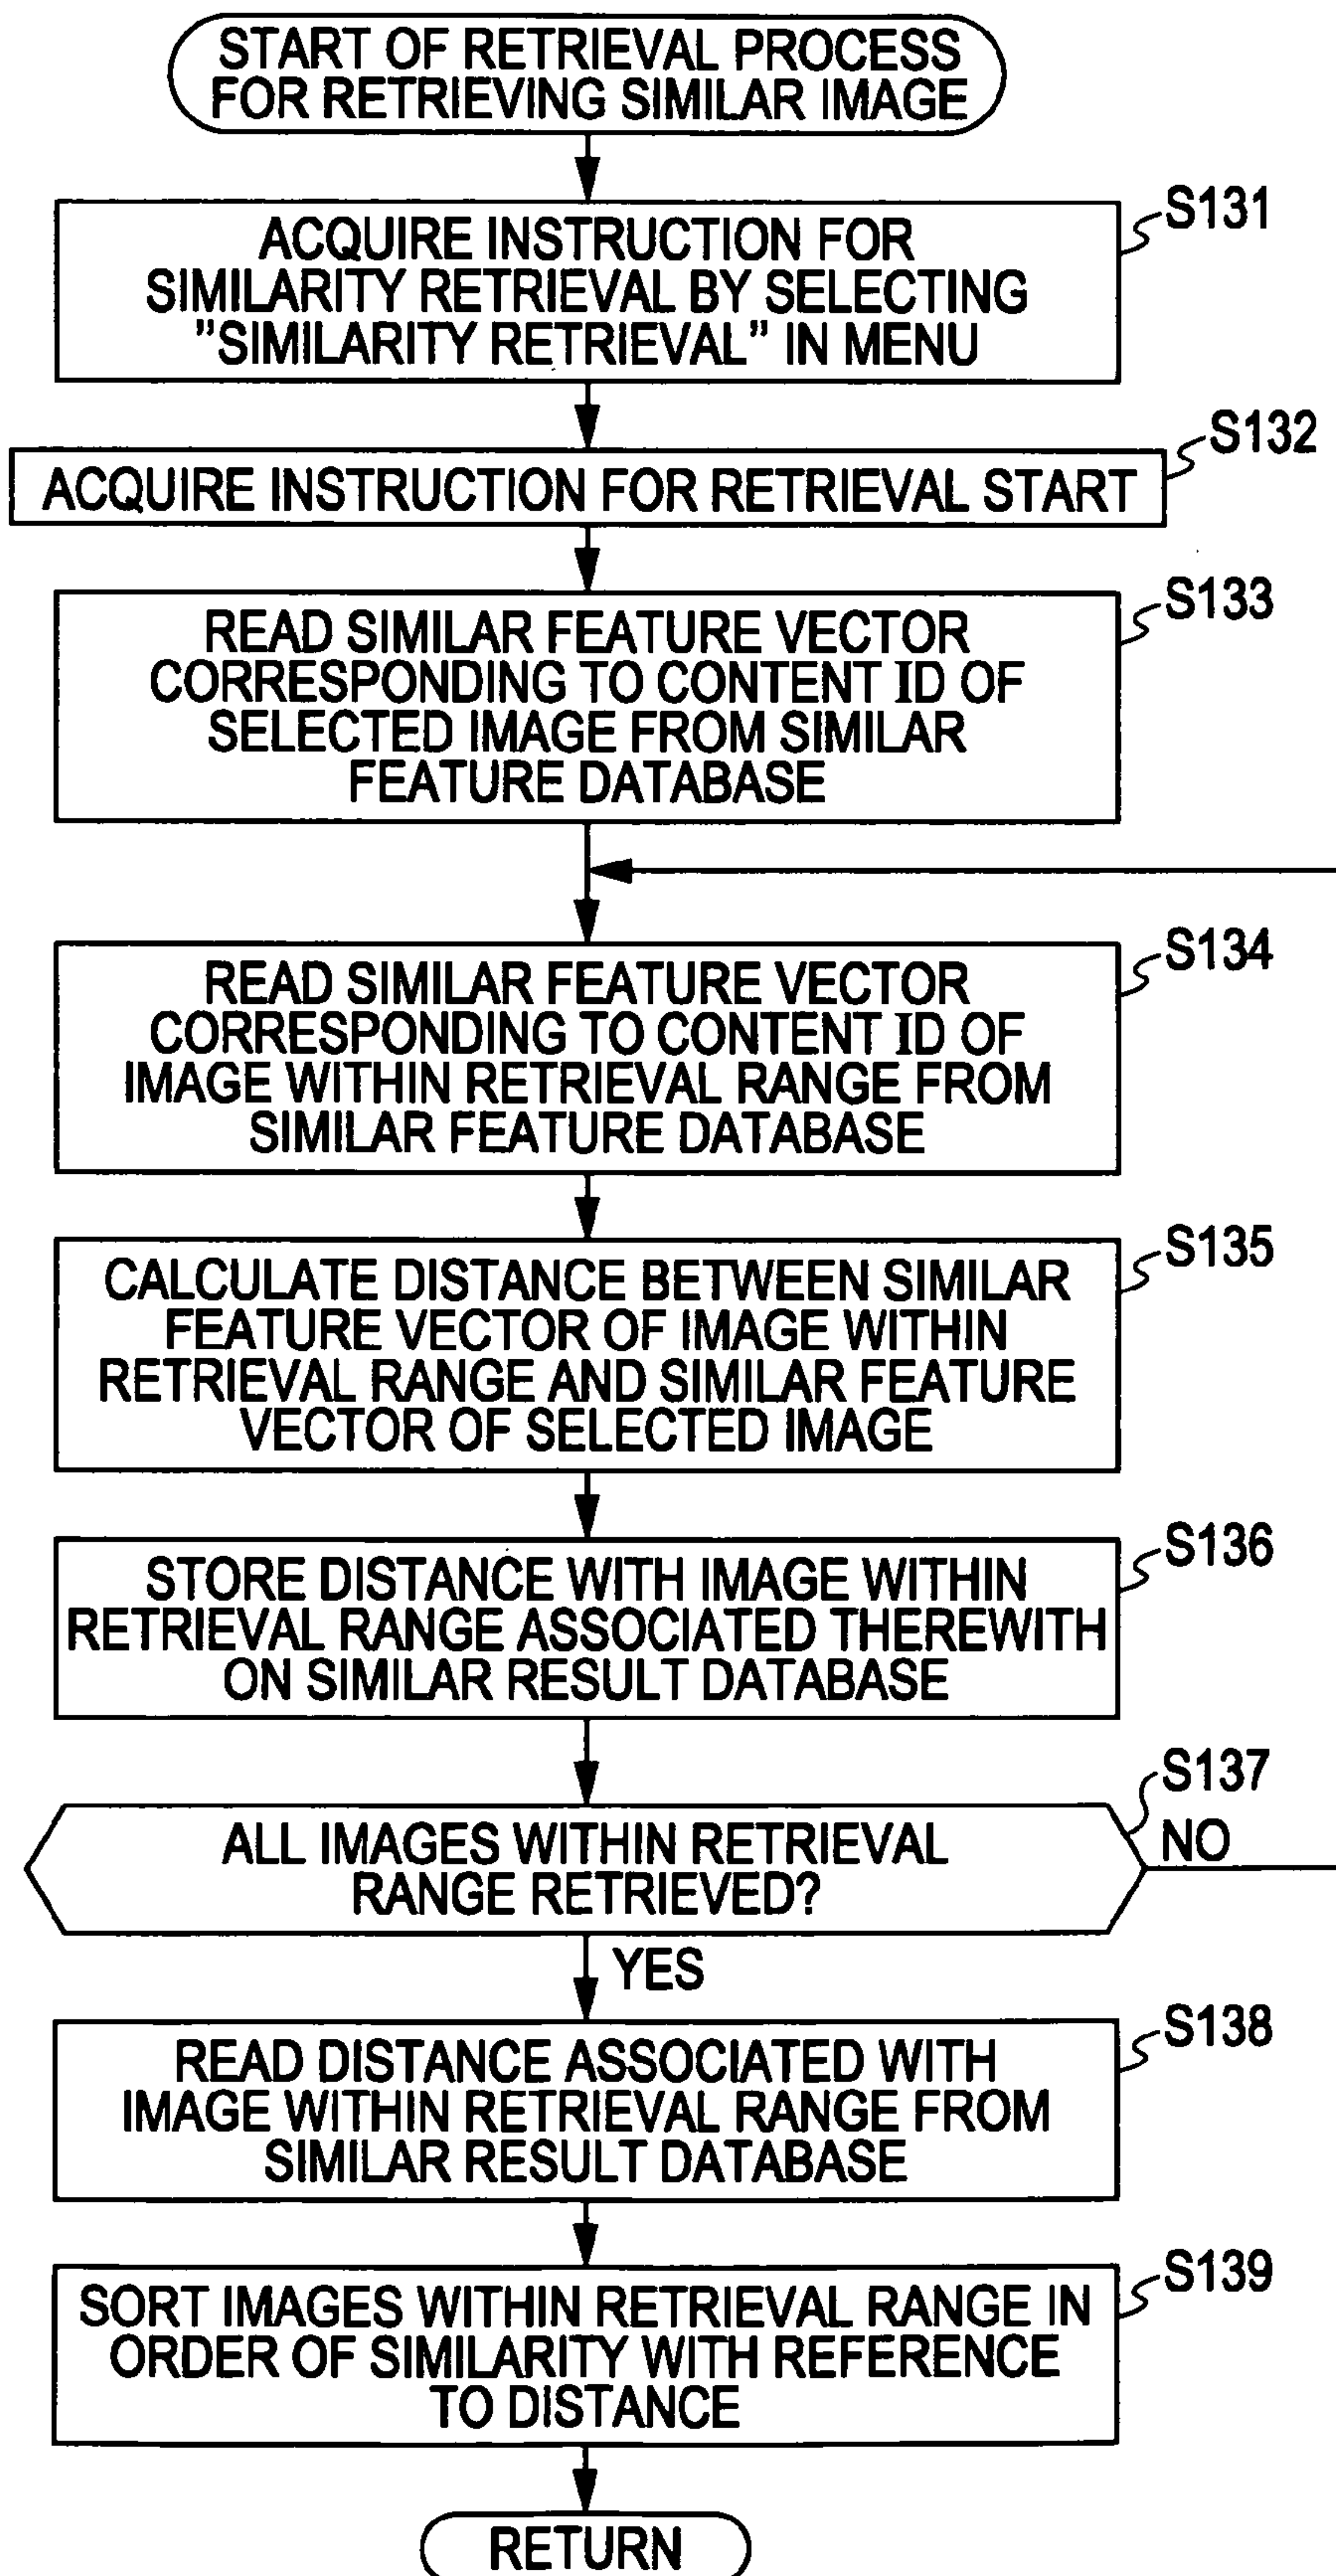 START OF RETRIEVAL PROCESS
FOR RETRIEVING SIMILAR IMAGE
S131
ACQUIRE INSTRUCTION FOR
SIMILARITY RETRIEVAL BY SELECTING
"SIMILARITY RETRIEVAL" IN MENU
S132
ACQUIRE INSTRUCTION FOR RETRIEVAL START
S133
READ SIMILAR FEATURE VECTOR
CORRESPONDING TO CONTENT ID OF
SELECTED IMAGE FROM SIMILAR
FEATURE DATABASE
S134
READ SIMILAR FEATURE VECTOR
CORRESPONDING TO CONTENT ID OF
IMAGE WITHIN RETRIEVAL RANGE FROM
SIMILAR FEATURE DATABASE
S135
CALCULATE DISTANCE BETWEEN SIMILAR
FEATURE VECTOR OF IMAGE WITHIN
RETRIEVAL RANGE AND SIMILAR FEATURE
VECTOR OF SELECTED IMAGE
S136
STORE DISTANCE WITH IMAGE WITHIN
RETRIEVAL RANGE ASSOCIATED THEREWITH
ON SIMILAR RESULT DATABASE
S137
ALL IMAGES WITHIN RETRIEVAL
RANGE RETRIEVED?
NO
YES
S138
READ DISTANCE ASSOCIATED WITH
IMAGE WITHIN RETRIEVAL RANGE FROM
SIMILAR RESULT DATABASE
S139
SORT IMAGES WITHIN RETRIEVAL RANGE IN
ORDER OF SIMILARITY WITH REFERENCE
TO DISTANCE
RETURN